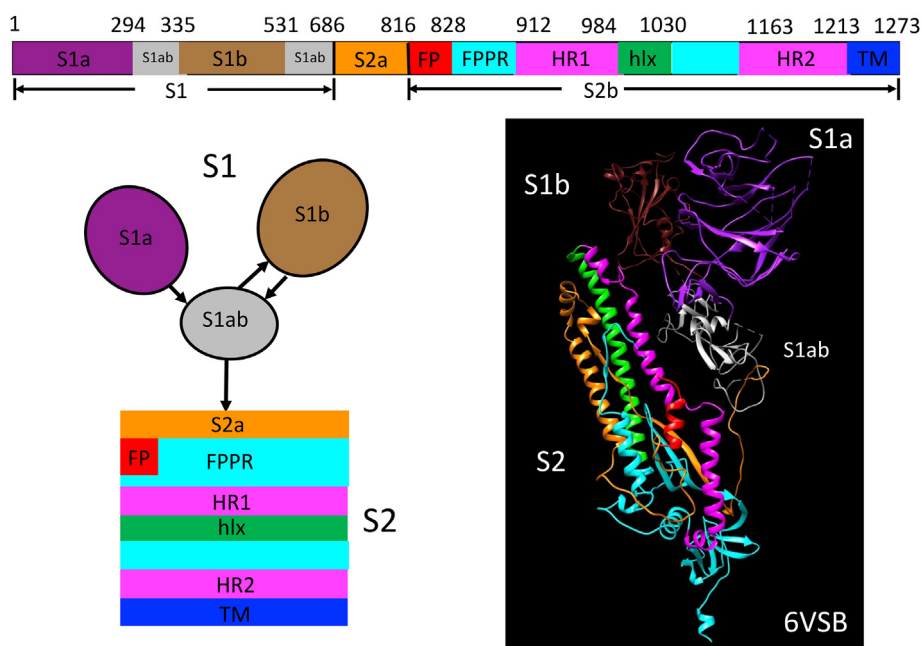 1 294 335 531 686 816 828 912 984 1030 1163 1213 1273
S1a S1ab S1b S1ab S2a FP FPPR HR1 hlx HR2 TM
S1 S2b
S1
S1a
S1b
S1ab
S2a
FP FPPR
HR1
hlx
HR2
TM
S2
S1a
S1b
S1ab
S2
6VSB